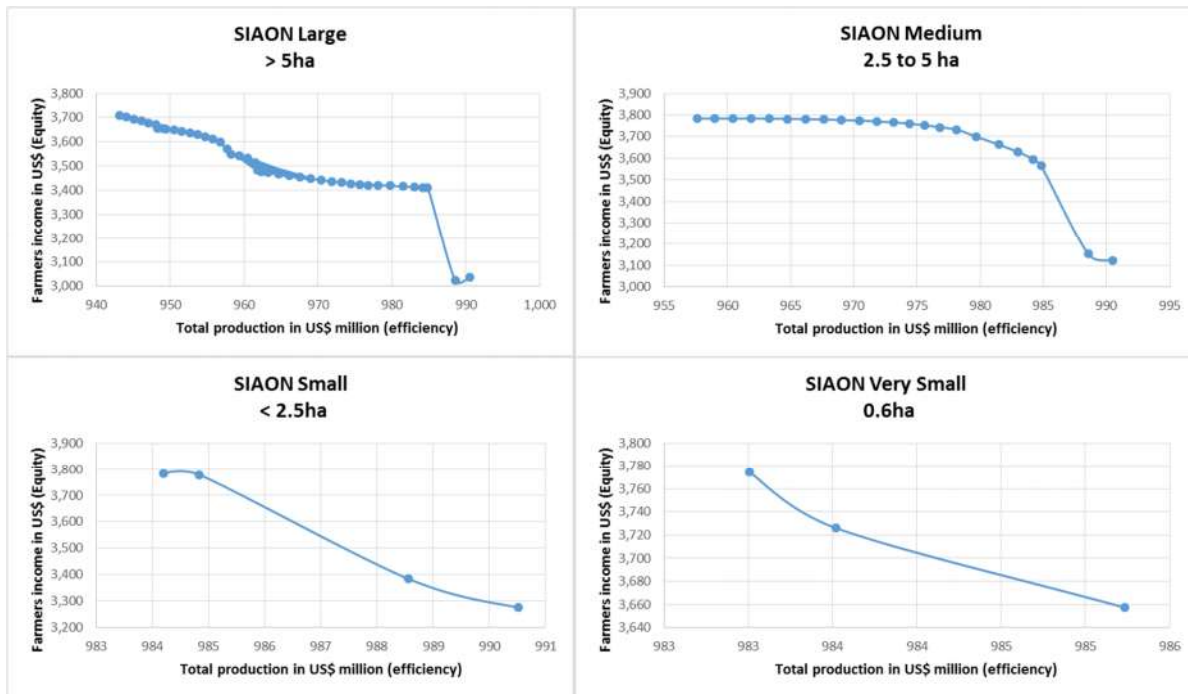 SIAON Large
> 5ha
Farmers income in US$ (Equity)
3,800
3,700
3,600
3,500
3,400
3,300
3,200
3,100
3,000
940 950 960 970 980 990 1,000
Total production in US$ million (efficiency)
SIAON Medium
2.5 to 5 ha
Farmers income in US$ (Equity)
3,900
3,800
3,700
3,600
3,500
3,400
3,300
3,200
3,100
3,000
955 960 965 970 975 980 985 990 995
Total production in US$ million (efficiency)
SIAON Small
< 2.5ha
Farmers income in US$ (Equity)
3,900
3,800
3,700
3,600
3,500
3,400
3,300
3,200
983 984 985 986 987 988 989 990 991
Total production in US$ million (efficiency)
SIAON Very Small
0.6ha
Farmers income in US$ (Equity)
3,800
3,780
3,760
3,740
3,720
3,700
3,680
3,660
3,640
983 983 984 984 985 985 986
Total production in US$ million (efficiency)